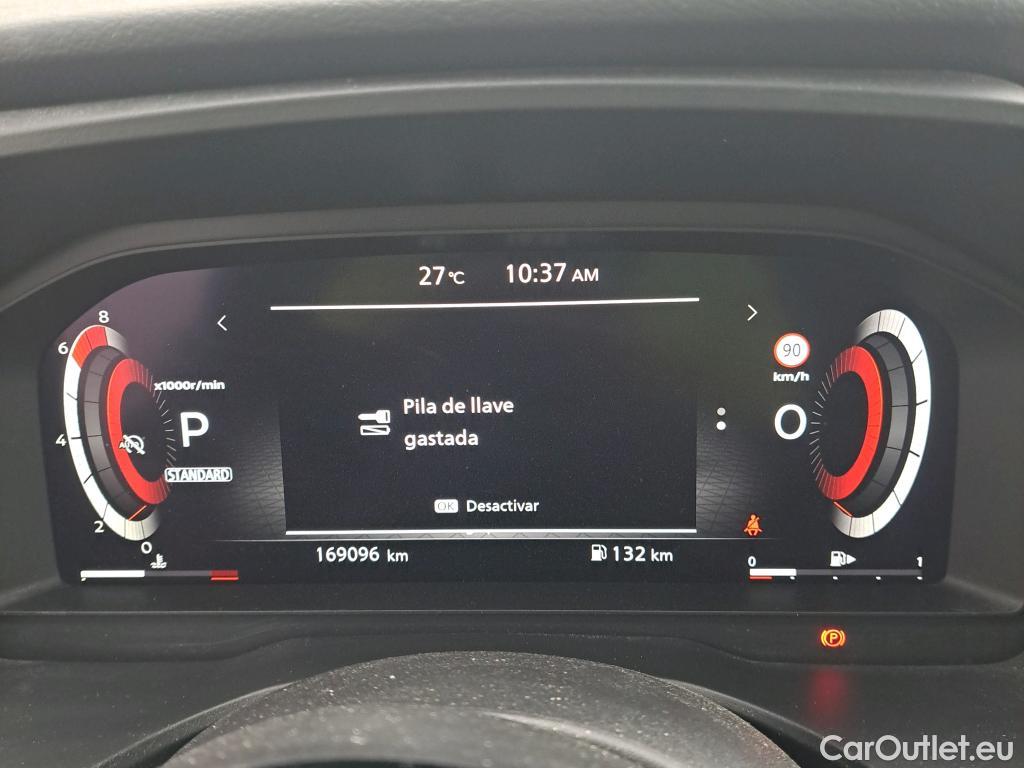 27°C 10:37 AM
8
6
4
2
0
x1000r/min
AUTO
P
STANDARD
Pila de llave
gastada
OK Desactivar
90
km/h
0
169096 km
132 km
0 1
P
CarOutlet.eu